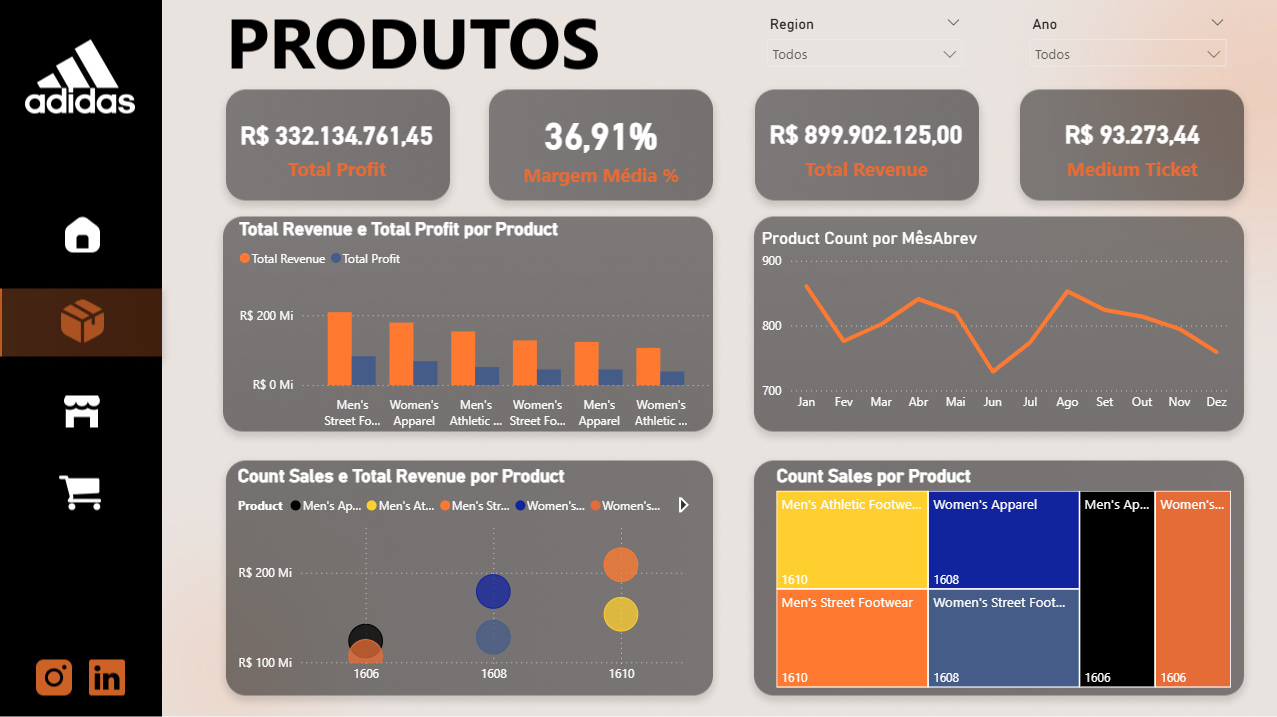 adidas
PRODUTOS
Region
Todos
Ano
Todos
R$ 332.134.761,45
Total Profit
36,91%
Margem Média %
R$ 899.902.125,00
Total Revenue
R$ 93.273,44
Medium Ticket
Total Revenue e Total Profit por Product
Total Revenue Total Profit
R$ 200 Mi
R$ 0 Mi
Men's Street Fo...
Women's Apparel
Men's Athletic ...
Women's Street Fo...
Men's Apparel
Women's Athletic ...
Product Count por MêsAbrev
900
800
700
Jan Fev Mar Abr Mai Jun Jul Ago Set Out Nov Dez
Count Sales e Total Revenue por Product
Product Men's Ap... Men's At... Men's Str... Women's... Women's...
R$ 200 Mi
R$ 100 Mi
1606 1608 1610
Count Sales por Product
Men's Athletic Footwe...
1610
Men's Street Footwear
1610
Women's Apparel
1608
Women's Street Foot...
1608
Men's Ap...
1606
Women's...
1606
in